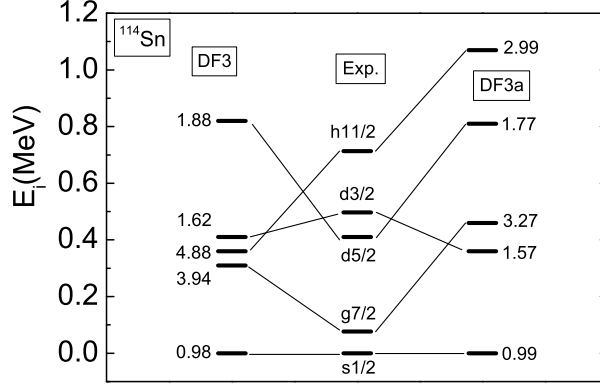 1.2
¹¹⁴Sn
2.99
DF3
Exp.
1.0
DF3a
1.88
h11/2
1.77
0.8
Eᵢ(MeV)
0.6
d3/2
1.62
3.27
0.4
4.88
d5/2
1.57
3.94
0.2
g7/2
0.98
0.99
0.0
s1/2